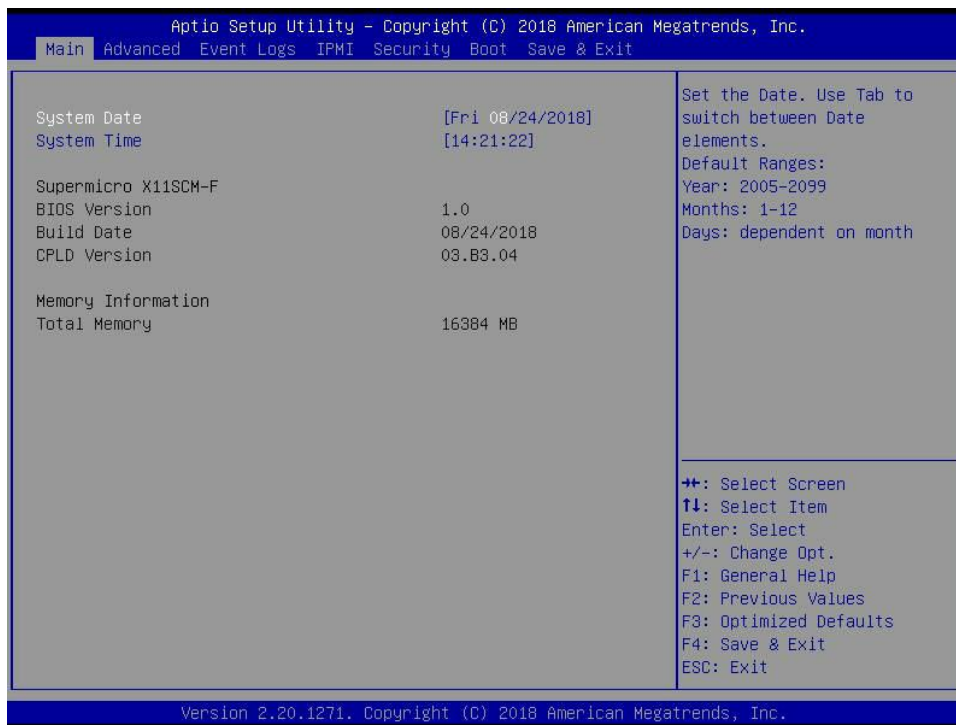 Aptio Setup Utility – Copyright (C) 2018 American Megatrends, Inc.
Main Advanced Event Logs IPMI Security Boot Save & Exit
System Date [Fri 08/24/2018]
System Time [14:21:22]
Supermicro X11SCM-F
BIOS Version 1.0
Build Date 08/24/2018
CPLD Version 03.B3.04
Memory Information
Total Memory 16384 MB
Set the Date. Use Tab to
switch between Date
elements.
Default Ranges:
Year: 2005-2099
Months: 1-12
Days: dependent on month
→←: Select Screen
↑↓: Select Item
Enter: Select
+/-: Change Opt.
F1: General Help
F2: Previous Values
F3: Optimized Defaults
F4: Save & Exit
ESC: Exit
Version 2.20.1271. Copyright (C) 2018 American Megatrends, Inc.